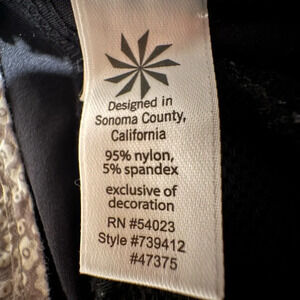 Designed in
Sonoma County,
California
95% nylon,
5% spandex
exclusive of
decoration
RN #54023
Style #739412
#47375